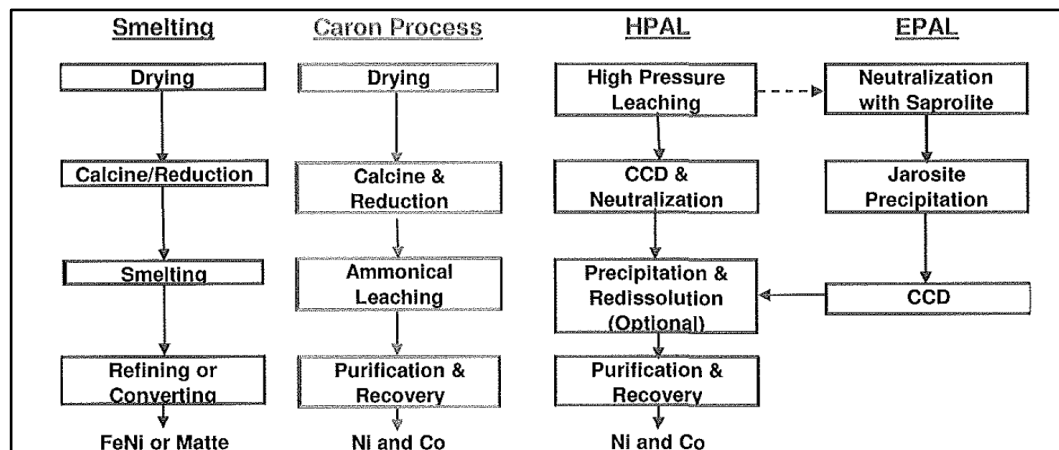 Smelting
Drying
Calcine/Reduction
Smelting
Refining or
Converting
FeNi or Matte
Caron Process
Drying
Calcine &
Reduction
Ammonical
Leaching
Purification &
Recovery
Ni and Co
HPAL
High Pressure
Leaching
CCD &
Neutralization
Precipitation &
Redissolution
(Optional)
Purification &
Recovery
Ni and Co
EPAL
Neutralization
with Saprolite
Jarosite
Precipitation
CCD